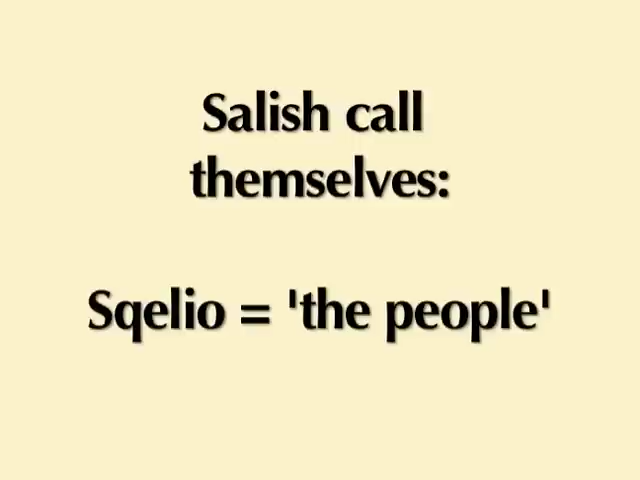 Salish call
themselves:
Sqelio = 'the people'